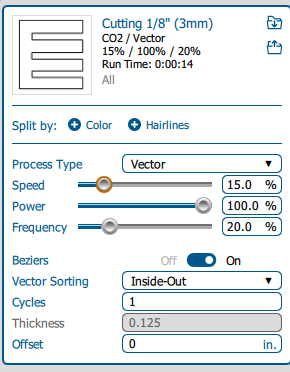 Cutting 1/8" (3mm)
CO2 / Vector
15% / 100% / 20%
Run Time: 0:00:14
All
Split by: Color Hairlines
Process Type Vector
Speed 15.0 %
Power 100.0 %
Frequency 20.0 %
Beziers Off On
Vector Sorting Inside-Out
Cycles 1
Thickness 0.125
Offset 0 in.